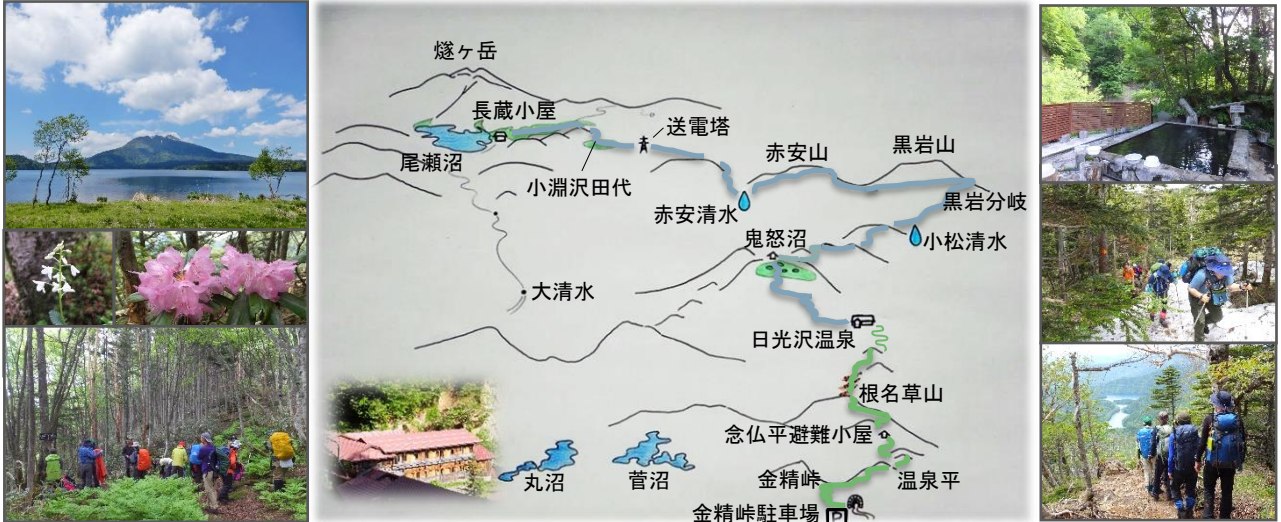 燧ヶ岳
長蔵小屋
送電塔
尾瀬沼
小淵沢田代
赤安山
黒岩山
赤安清水
黒岩分岐
小松清水
鬼怒沼
大清水
日光沢温泉
根名草山
念仏平避難小屋
丸沼
菅沼
金精峠
温泉平
金精峠駐車場
P